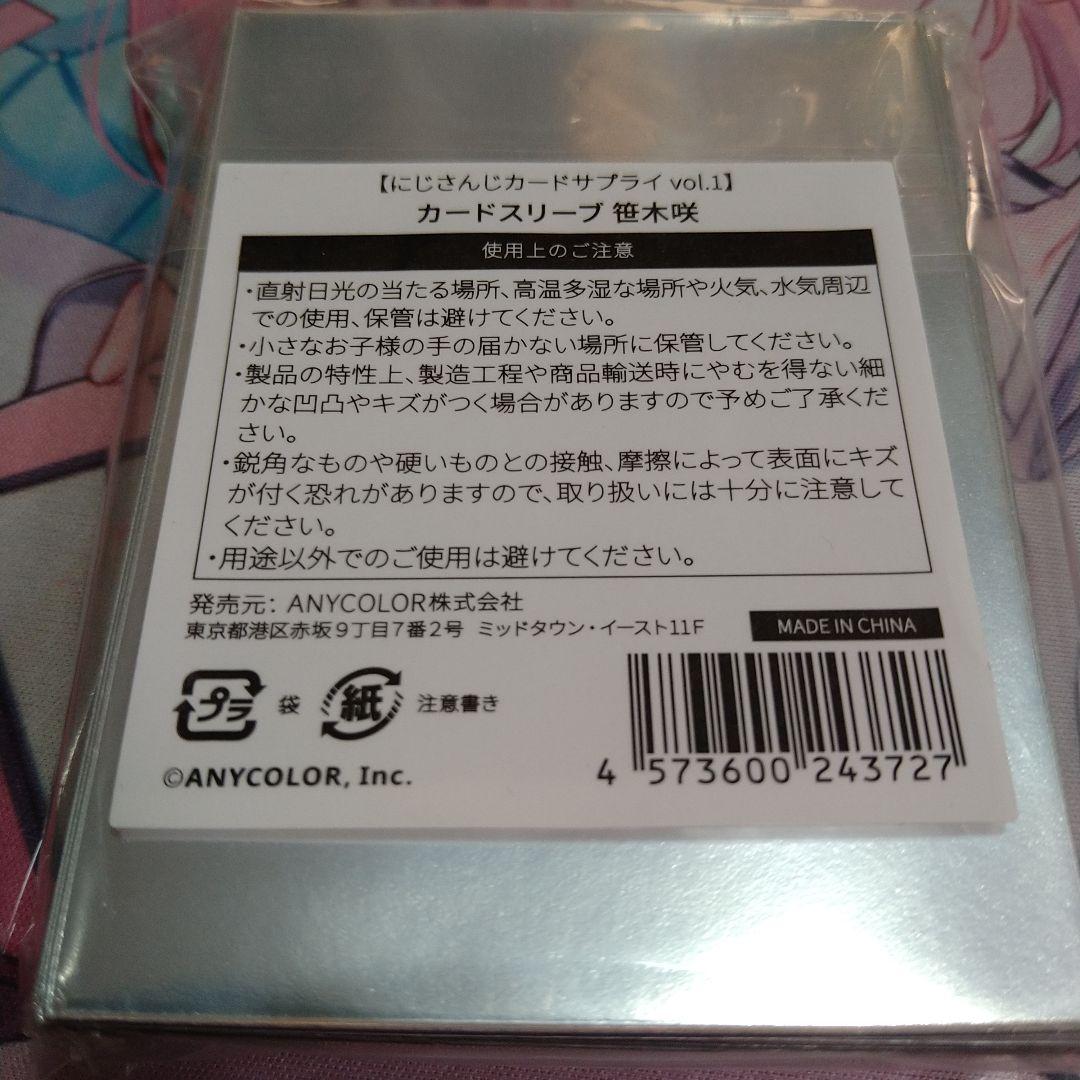 【にじさんじカードサプライ vol.1】
カードスリーブ 笹木咲
使用上のご注意
・直射日光の当たる場所、高温多湿な場所や火気、水気周辺
での使用、保管は避けてください。
・小さなお子様の手の届かない場所に保管してください。
・製品の特性上、製造工程や商品輸送時にやむを得ない細
かな凹凸やキズがつく場合がありますので予めご了承くだ
さい。
・鋭角なものや硬いものとの接触、摩擦によって表面にキズ
が付く恐れがありますので、取り扱いには十分に注意して
ください。
・用途以外でのご使用は避けてください。
発売元： ANYCOLOR株式会社
東京都港区赤坂9丁目7番2号 ミッドタウン・イースト11F
MADE IN CHINA
プラ 袋 紙 注意書き
©ANYCOLOR, Inc.
4 573600 243727